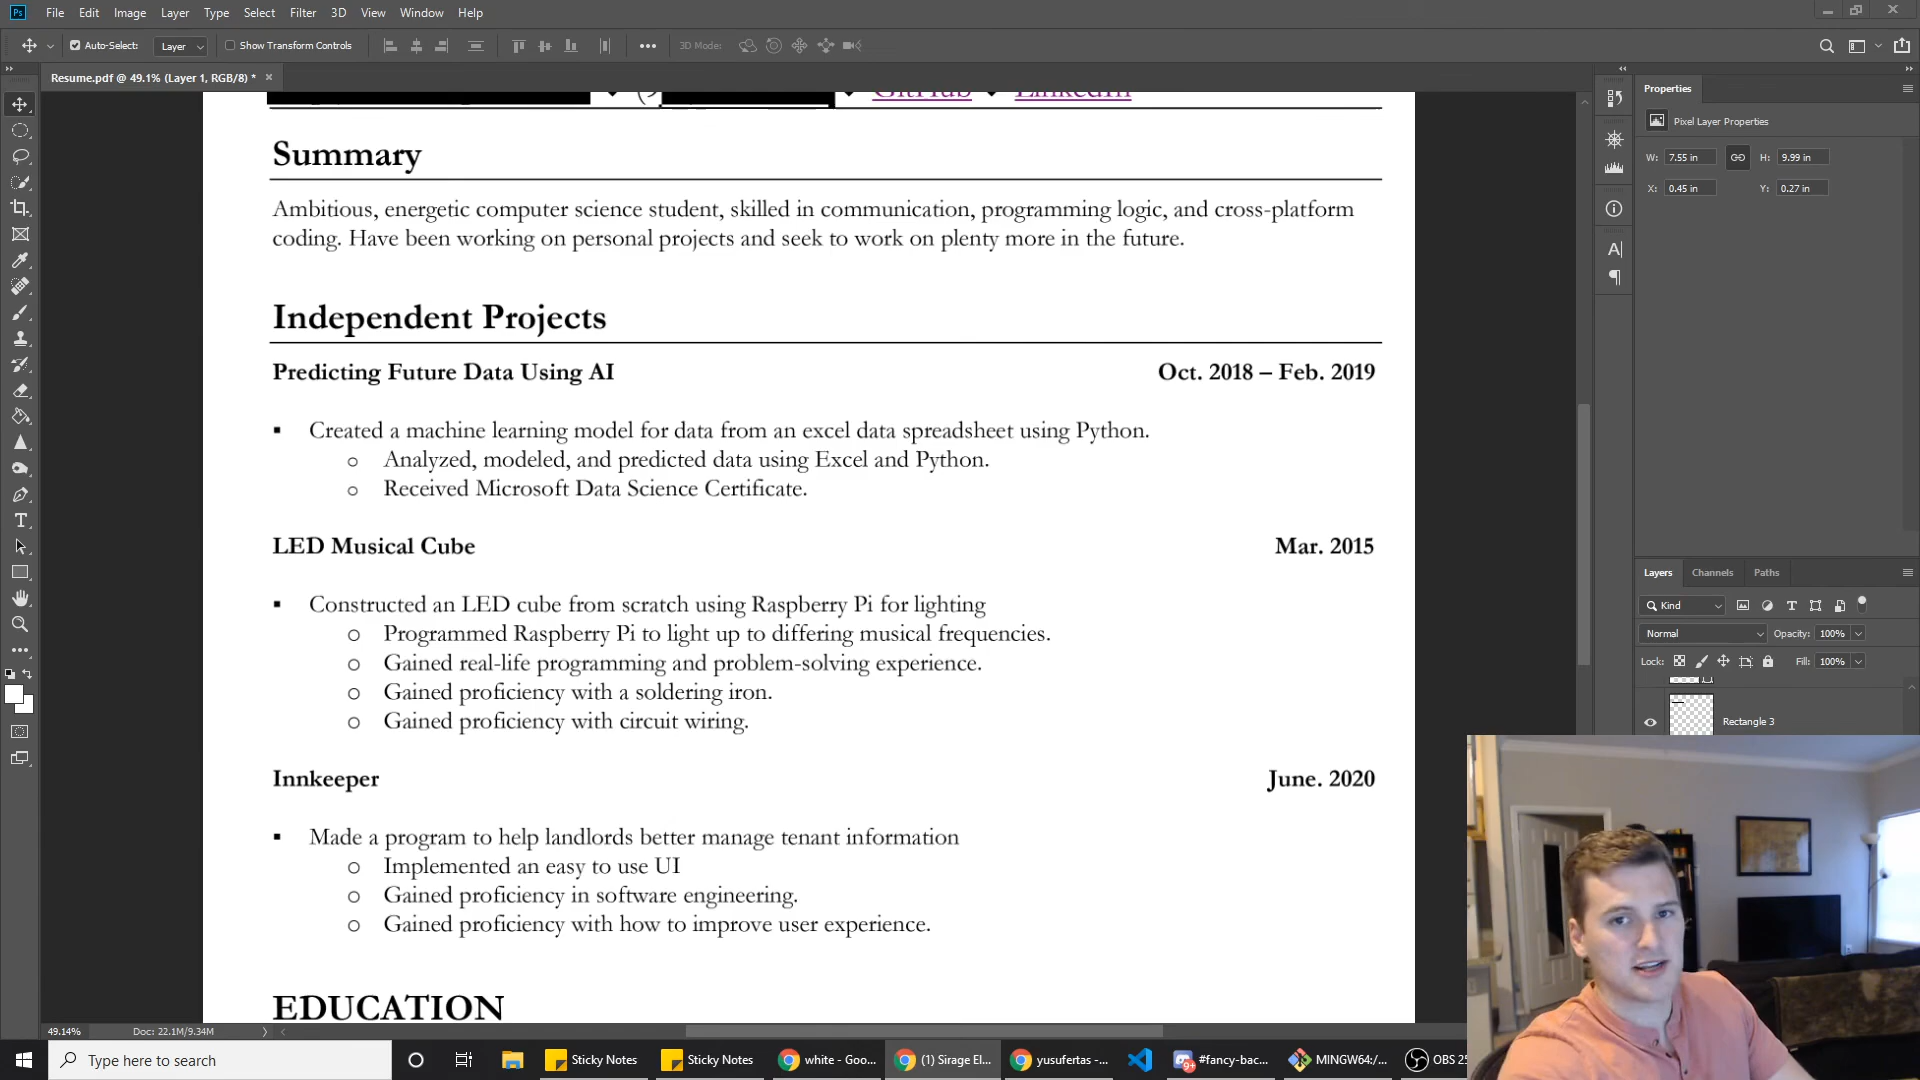 Ps File Edit Image Layer Type Select Filter 3D View Window Help
Auto-Select: Layer Show Transform Controls 3D Mode:
Resume.pdf @ 49.1% (Layer 1, RGB/8) *
GitHub LinkedIn
Summary
Ambitious, energetic computer science student, skilled in communication, programming logic, and cross-platform
coding. Have been working on personal projects and seek to work on plenty more in the future.
Independent Projects
Predicting Future Data Using AI Oct. 2018 – Feb. 2019
Created a machine learning model for data from an excel data spreadsheet using Python.
Analyzed, modeled, and predicted data using Excel and Python.
Received Microsoft Data Science Certificate.
LED Musical Cube Mar. 2015
Constructed an LED cube from scratch using Raspberry Pi for lighting
Programmed Raspberry Pi to light up to differing musical frequencies.
Gained real-life programming and problem-solving experience.
Gained proficiency with a soldering iron.
Gained proficiency with circuit wiring.
Innkeeper June. 2020
Made a program to help landlords better manage tenant information
Implemented an easy to use UI
Gained proficiency in software engineering.
Gained proficiency with how to improve user experience.
EDUCATION
Properties
Pixel Layer Properties
W: 7.55 in H: 9.99 in
X: 0.45 in Y: 0.27 in
Layers Channels Paths
Kind
Normal Opacity: 100%
Lock: Fill: 100%
Rectangle 3
49.14% Doc: 22.1M/9.34M
Type here to search
Sticky Notes
Sticky Notes
white - Goo...
(1) Sirage El...
yusufertas -...
#fancy-bac...
9+
MINGW64:/...
OBS 25